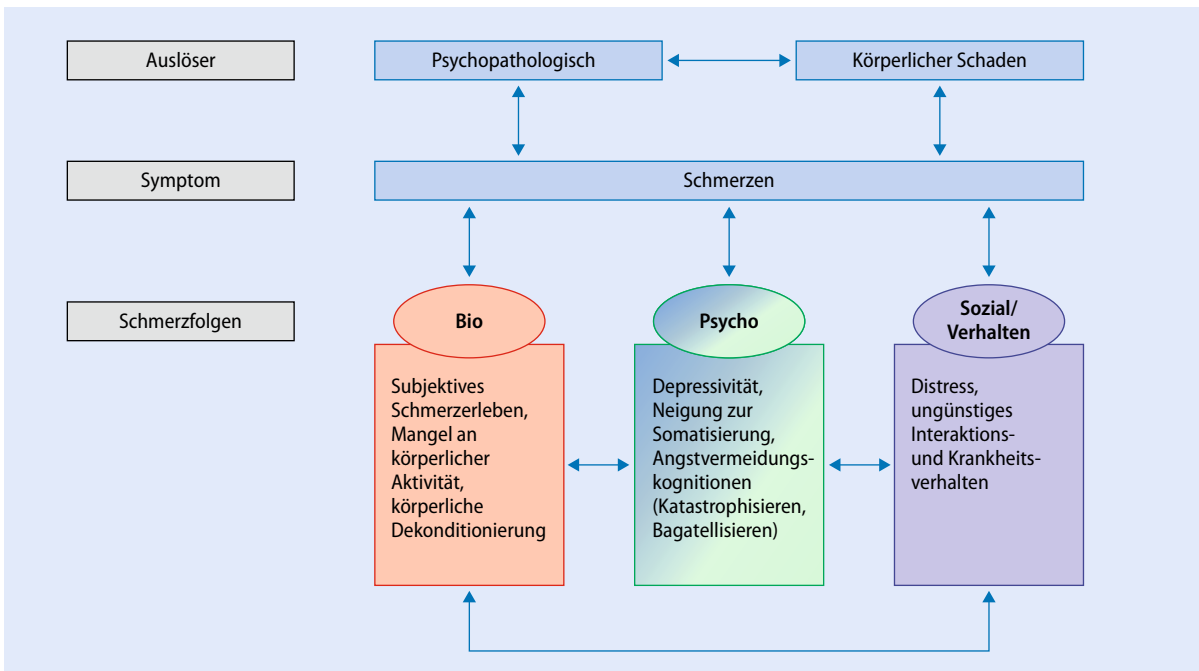 Auslöser
Psychopathologisch
Körperlicher Schaden
Symptom
Schmerzen
Schmerzfolgen
Bio
Subjektives
Schmerzerleben,
Mangel an
körperlicher
Aktivität,
körperliche
Dekonditionierung
Psycho
Depressivität,
Neigung zur
Somatisierung,
Angstvermeidungs-
kognitionen
(Katastrophisieren,
Bagatellisieren)
Sozial/
Verhalten
Distress,
ungünstiges
Interaktions-
und Krankheits-
verhalten